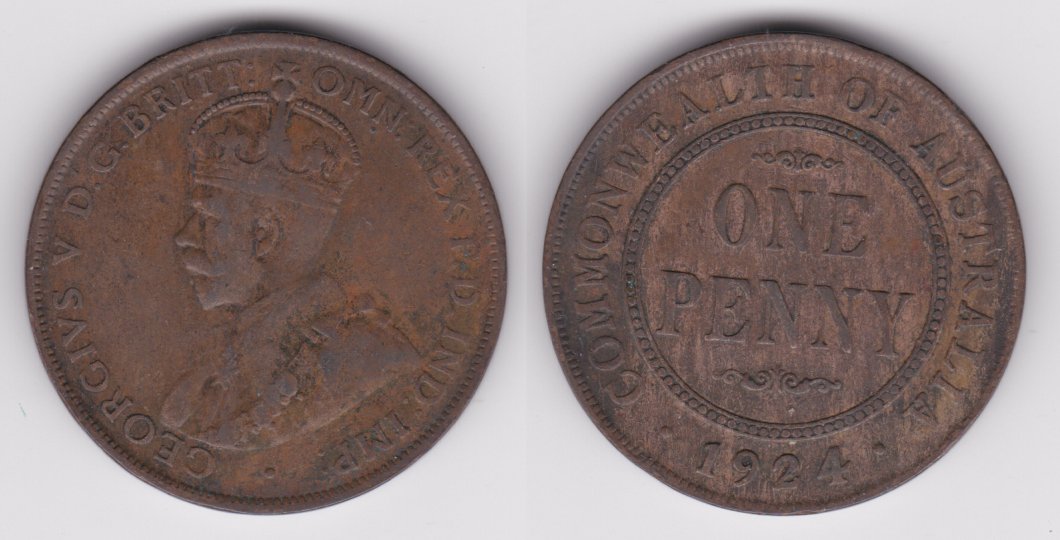 GEORGIVS V D.G.BRITT: OMN: REX F.D.IND: IMP:
COMMONWEALTH OF AUSTRALIA
ONE
PENNY
· 1924 ·